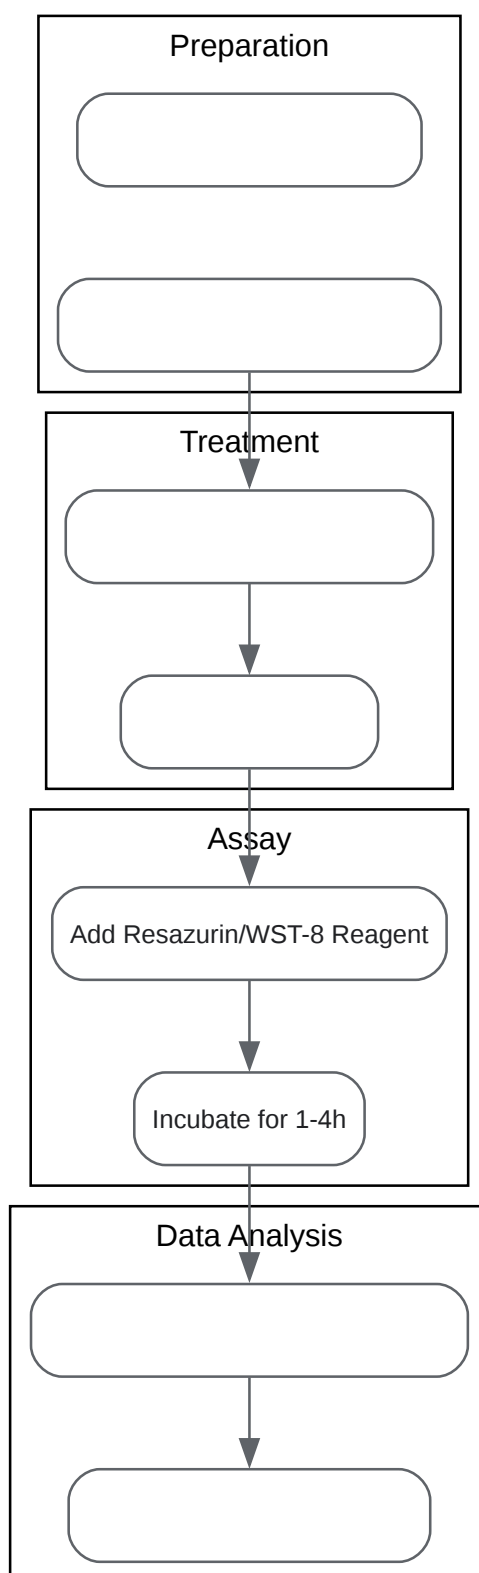 Preparation
Treatment
Assay
Add Resazurin/WST-8 Reagent
Incubate for 1-4h
Data Analysis